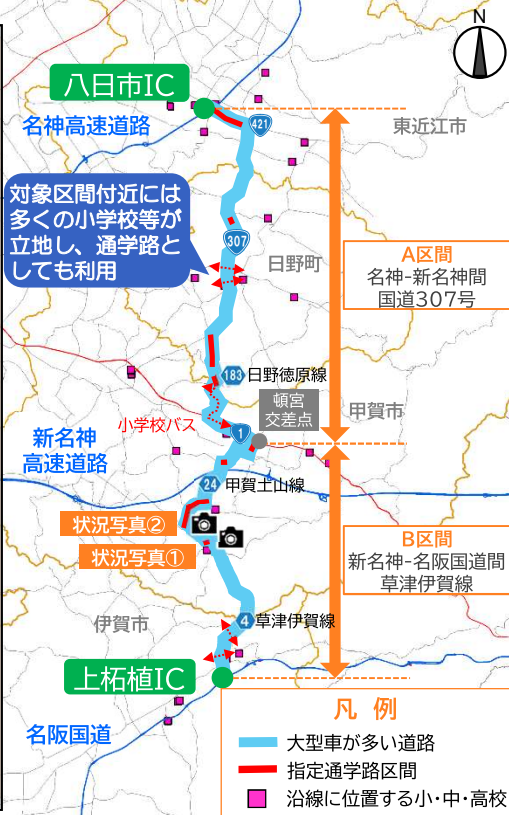 N
八日市IC
421
名神高速道路
東近江市
対象区間付近には
多くの小学校等が
立地し、通学路と
しても利用
307
日野町
A区間
名神-新名神間
国道307号
183
日野徳原線
頓宮
交差点
甲賀市
小学校バス
1
新名神
高速道路
24
甲賀土山線
状況写真②
状況写真①
B区間
新名神-名阪国道間
草津伊賀線
伊賀市
4
草津伊賀線
上柘植IC
名阪国道
凡 例
大型車が多い道路
指定通学路区間
沿線に位置する小・中・高校